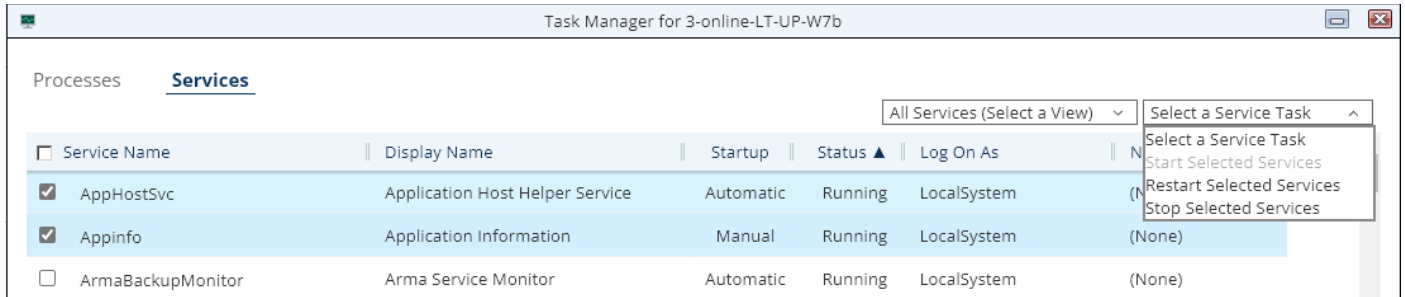 Task Manager for 3-online-LT-UP-W7b
Processes Services
All Services (Select a View) Select a Service Task
Select a Service Task
Start Selected Services
Restart Selected Services
Stop Selected Services
Service Name Display Name Startup Status ▲ Log On As N
AppHostSvc Application Host Helper Service Automatic Running LocalSystem (N
Appinfo Application Information Manual Running LocalSystem (None)
ArmaBackupMonitor Arma Service Monitor Automatic Running LocalSystem (None)